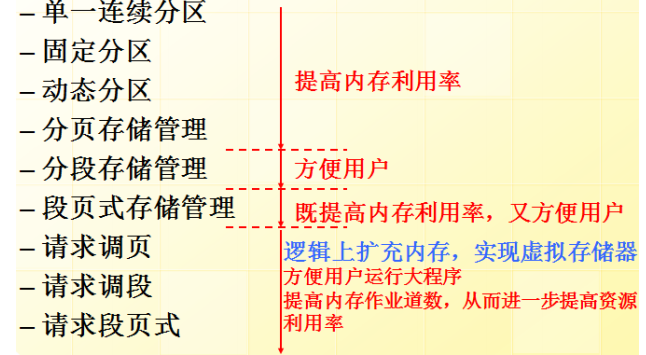 – 单一连续分区
– 固定分区
– 动态分区
提高内存利用率
– 分页存储管理
– 分段存储管理
方便用户
– 段页式存储管理
既提高内存利用率，又方便用户
– 请求调页
逻辑上扩充内存，实现虚拟存储器
方便用户运行大程序
– 请求调段
提高内存作业道数，从而进一步提高资源
利用率
– 请求段页式